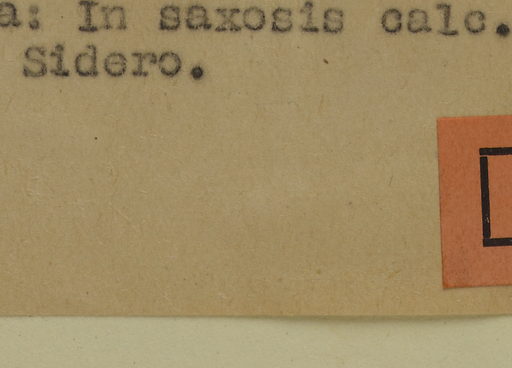 a: In saxosis calc.
Sidero.